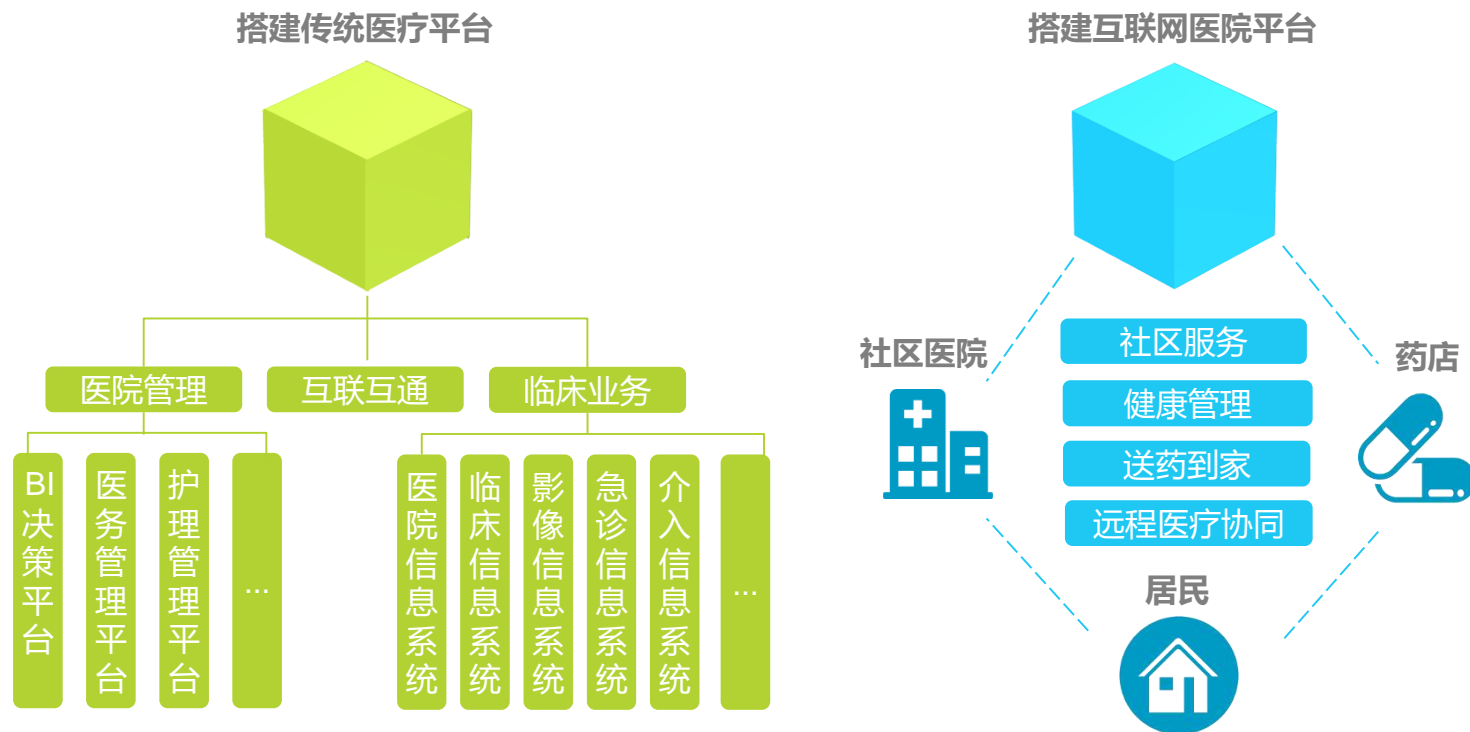 搭建传统医疗平台
医院管理
互联互通
临床业务
BI决策平台
医务管理平台
护理管理平台
...
医院信息系统
临床信息系统
影像信息系统
急诊信息系统
介入信息系统
...
搭建互联网医院平台
社区医院
社区服务
健康管理
送药到家
远程医疗协同
药店
居民